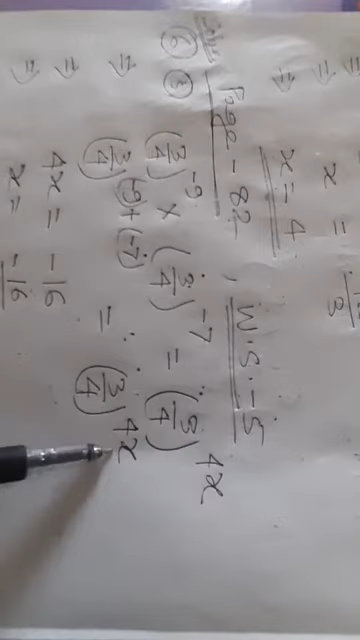 ⇒ x =
⇒ x = 4
Page - 82, W.S. - 5
⑥ (3/4)^-9 × (3/4)^-7 = (3/4)^4x
⇒ (3/4)^(-9)+(-7) = (3/4)^4x
⇒ 4x = -16
⇒ x = -16